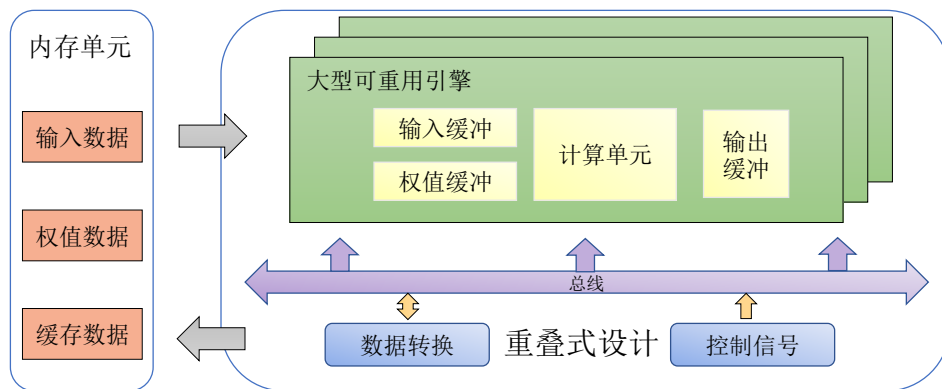 内存单元
输入数据
权值数据
缓存数据
大型可重用引擎
输入缓冲
权值缓冲
计算单元
输出
缓冲
总线
数据转换
重叠式设计
控制信号